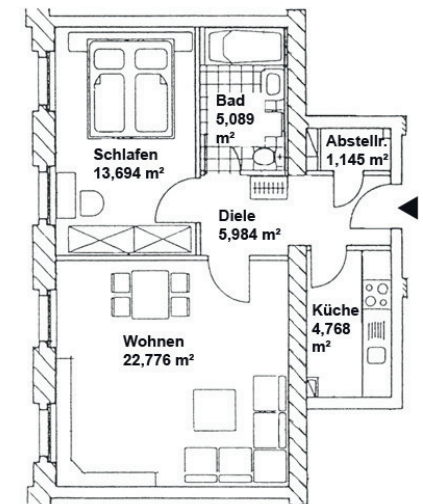 Bad
5,089
m²
Abstellr.
1,145 m²
Schlafen
13,694 m²
Diele
5,984 m²
Küche
4,768
m²
Wohnen
22,776 m²